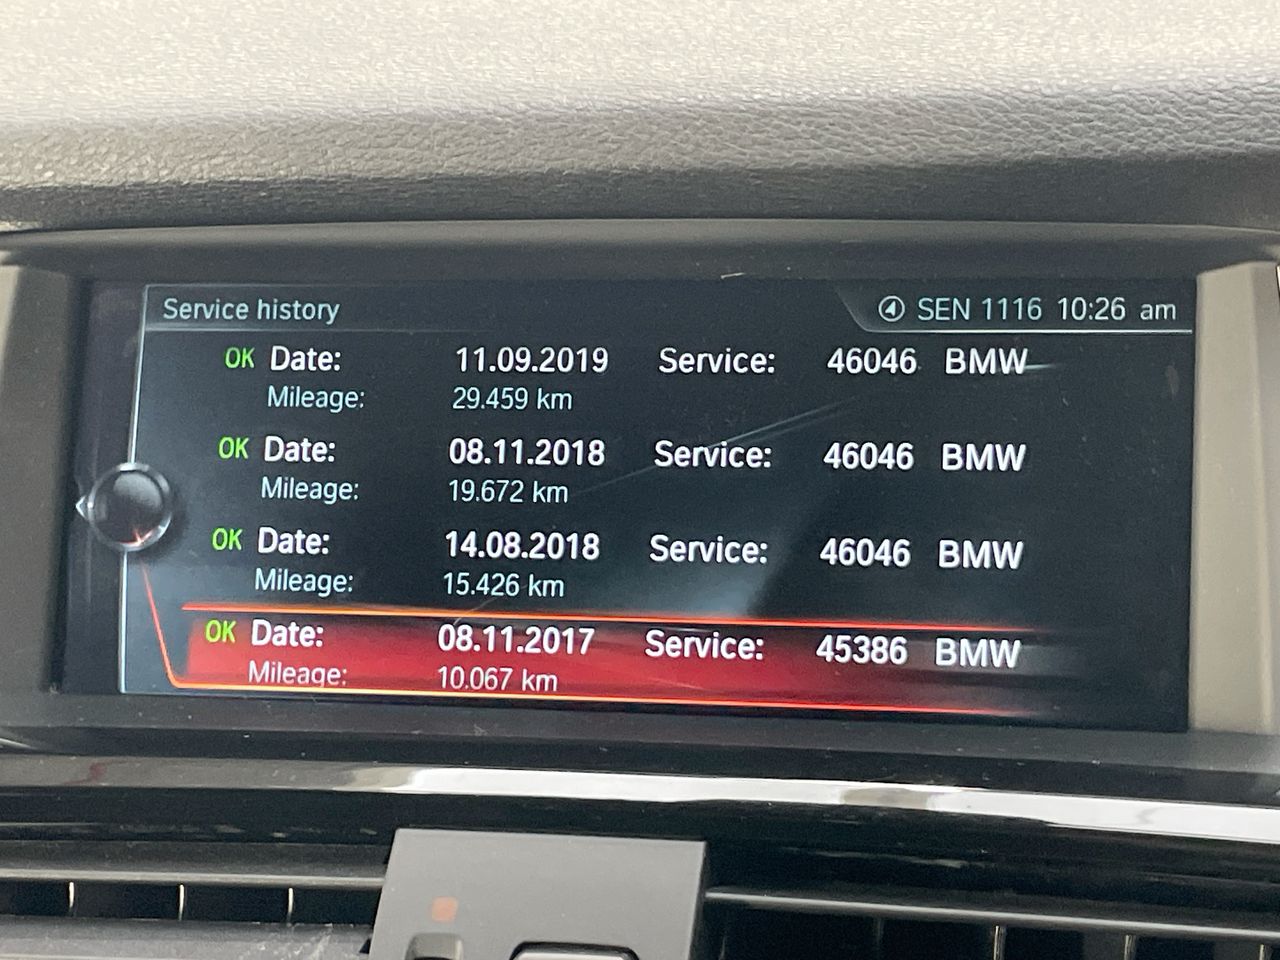 Service history SEN 1116 10:26 am
OK Date: 11.09.2019 Service: 46046 BMW
Mileage: 29.459 km
OK Date: 08.11.2018 Service: 46046 BMW
Mileage: 19.672 km
OK Date: 14.08.2018 Service: 46046 BMW
Mileage: 15.426 km
OK Date: 08.11.2017 Service: 45386 BMW
Mileage: 10.067 km